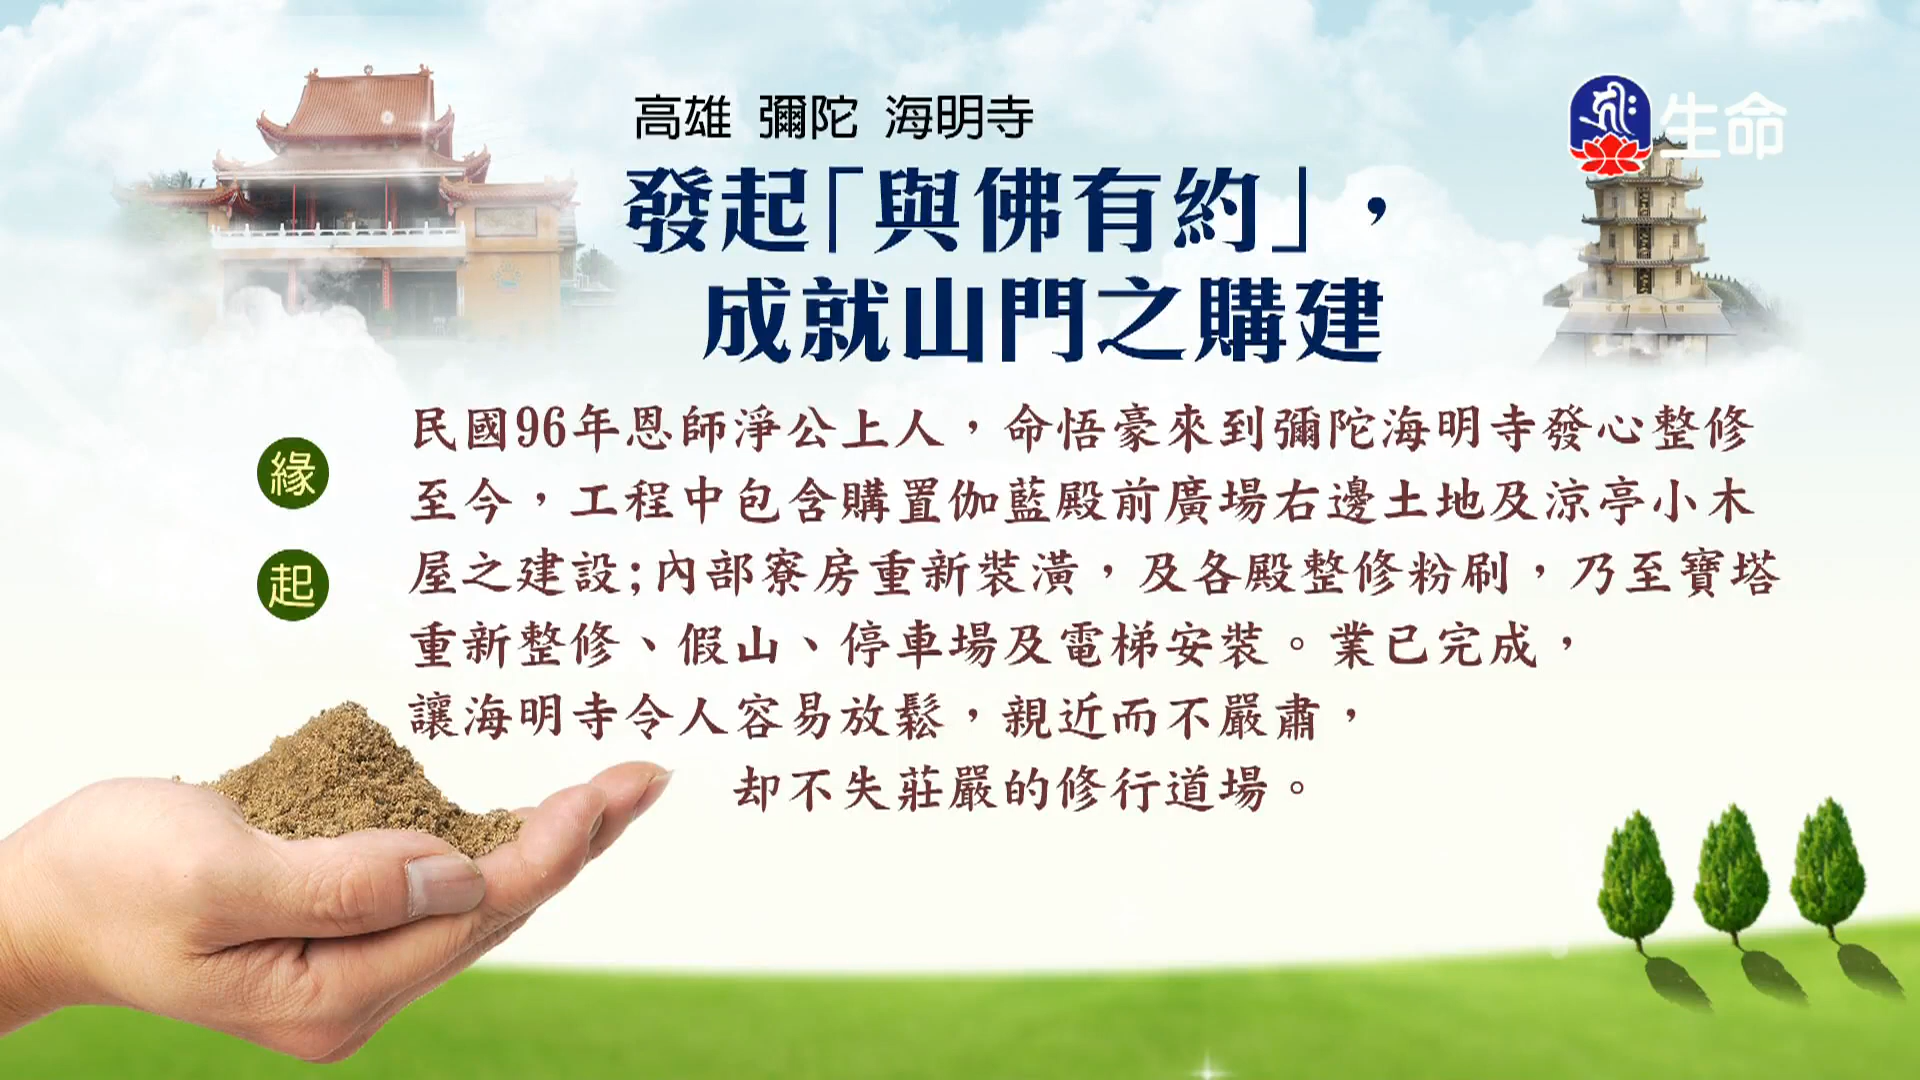 高雄 彌陀 海明寺
生命
發起「與佛有約」，
成就山門之購建
緣起
民國96年恩師淨公上人，命悟豪來到彌陀海明寺發心整修
至今，工程中包含購置伽藍殿前廣場右邊土地及涼亭小木
屋之建設;內部寮房重新裝潢，及各殿整修粉刷，乃至寶塔
重新整修、假山、停車場及電梯安裝。業已完成，
讓海明寺令人容易放鬆，親近而不嚴肅，
却不失莊嚴的修行道場。